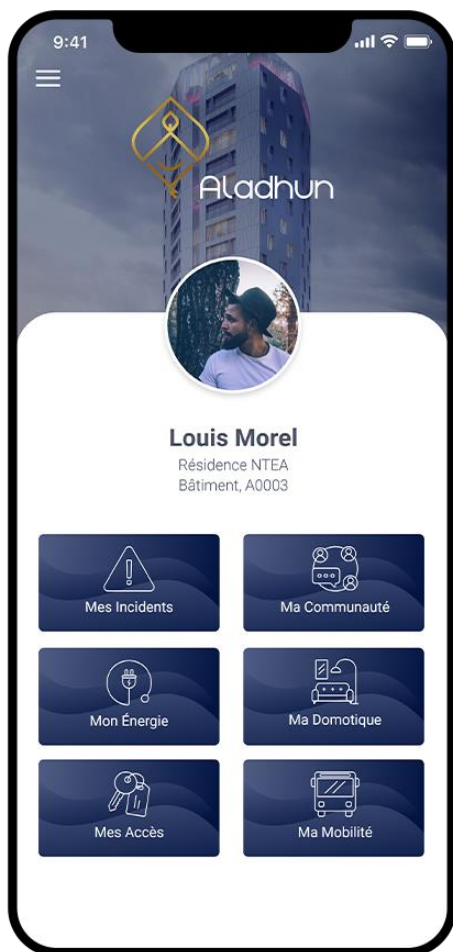 9:41
Aladhun
Louis Morel
Résidence NTEA
Bâtiment, A0003
Mes Incidents
Ma Communauté
Mon Énergie
Ma Domotique
Mes Accès
Ma Mobilité